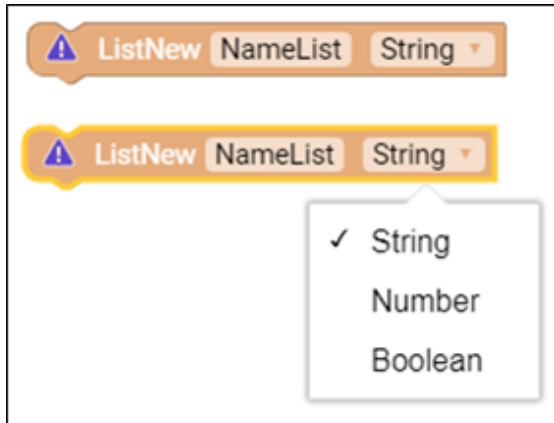 ListNew NameList String
ListNew NameList String
✓ String
Number
Boolean